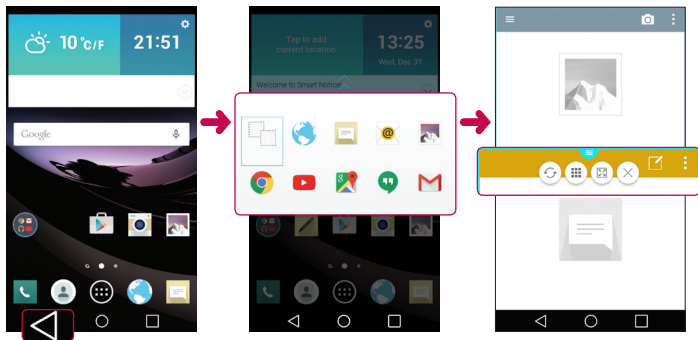 10°C/F
21:51
Google
Tap to add
current location
13:25
Wed, Dec 31
Welcome to Smart Notice!
@